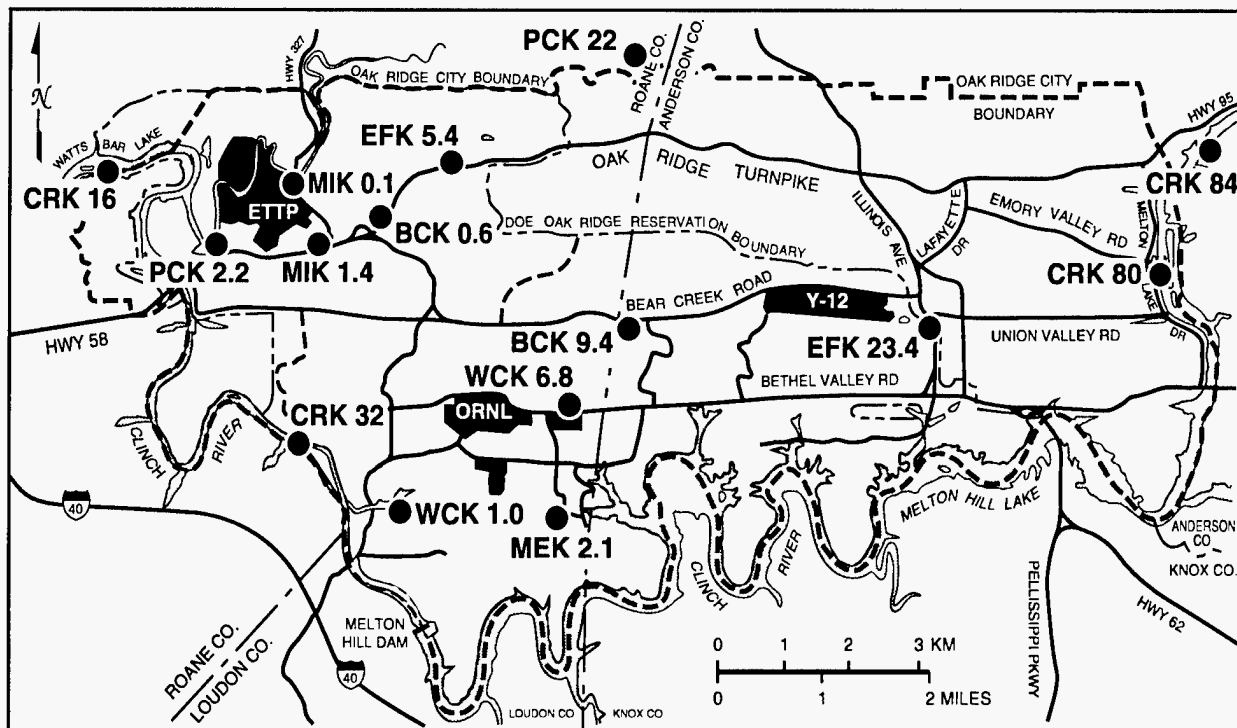 PCK 22
HWY 327
ROANE CO.
ANDERSON CO.
N
OAK RIDGE CITY BOUNDARY
OAK RIDGE CITY
BOUNDARY
HWY 95
WATTS BAR LAKE
EFK 5.4
OAK RIDGE TURNPIKE
CRK 16
MIK 0.1
CRK 84
ETTP
BCK 0.6
DOE OAK RIDGE RESERVATION BOUNDARY
ILLINOIS AVE
LAFAYETTE DR
EMORY VALLEY RD
MELTON LAKE DR
PCK 2.2
MIK 1.4
CRK 80
BEAR CREEK ROAD
Y-12
HWY 58
BCK 9.4
EFK 23.4
UNION VALLEY RD
WCK 6.8
BETHEL VALLEY RD
CRK 32
ORNL
CLINCH RIVER
40
WCK 1.0
MEK 2.1
MELTON HILL LAKE
ANDERSON CO
KNOX CO.
CLINCH RIVER
PELLISSIPPI PKWY
HWY 62
MELTON
HILL DAM
ROANE CO.
LOUDON CO.
40
0 1 2 3 KM
0 1 2 MILES
LOUDON CO
KNOX CO.